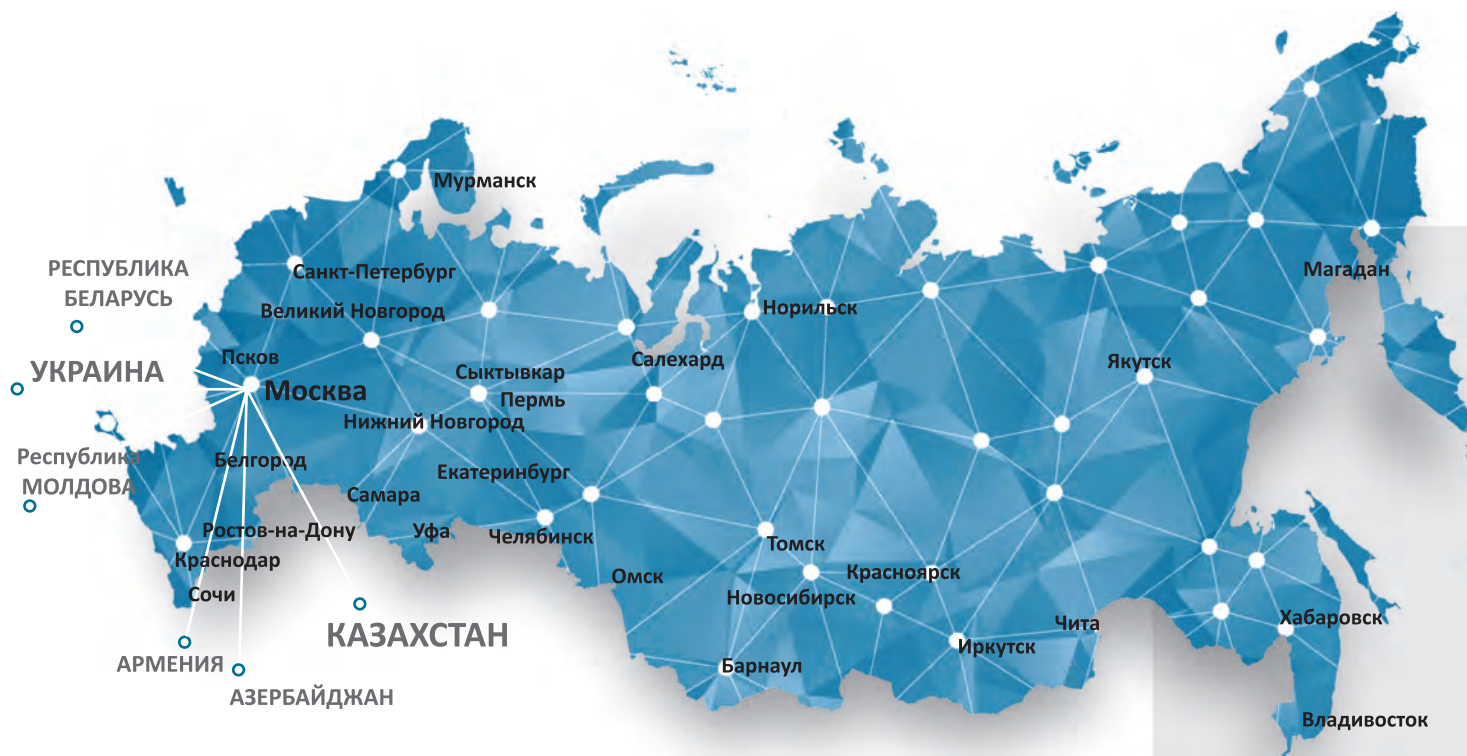 Мурманск
РЕСПУБЛИКА
БЕЛАРУСЬ
Санкт-Петербург
Магадан
Великий Новгород
Норильск
Псков
Салехард
Якутск
УКРАИНА
Сыктывкар
Москва
Пермь
Нижний Новгород
Республика
МОЛДОВА
Белгород
Екатеринбург
Самара
Ростов-на-Дону
Уфа
Челябинск
Томск
Краснодар
Омск
Красноярск
Сочи
Новосибирск
Чита
Хабаровск
КАЗАХСТАН
Иркутск
АРМЕНИЯ
Барнаул
АЗЕРБАЙДЖАН
Владивосток